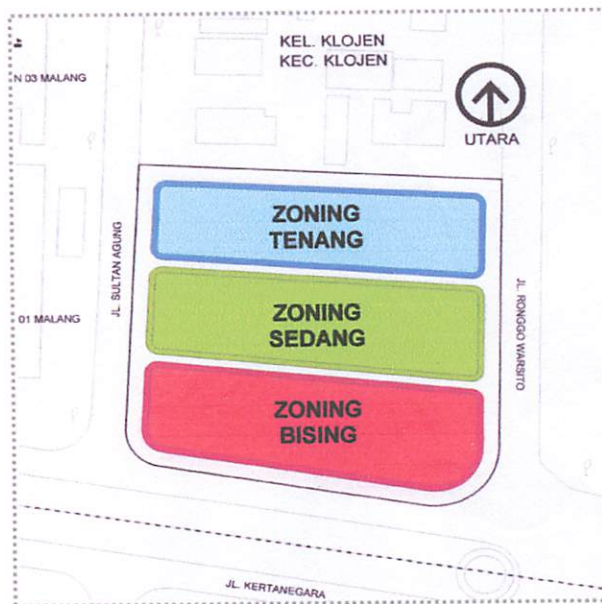 KEL. KLOJEN
KEC. KLOJEN
N 03 MALANG
UTARA
ZONING
TENANG
JL. SULTAN AGUNG
ZONING
SEDANG
JL. RONGGO WARSITO
01 MALANG
ZONING
BISING
JL. KERTANEGARA